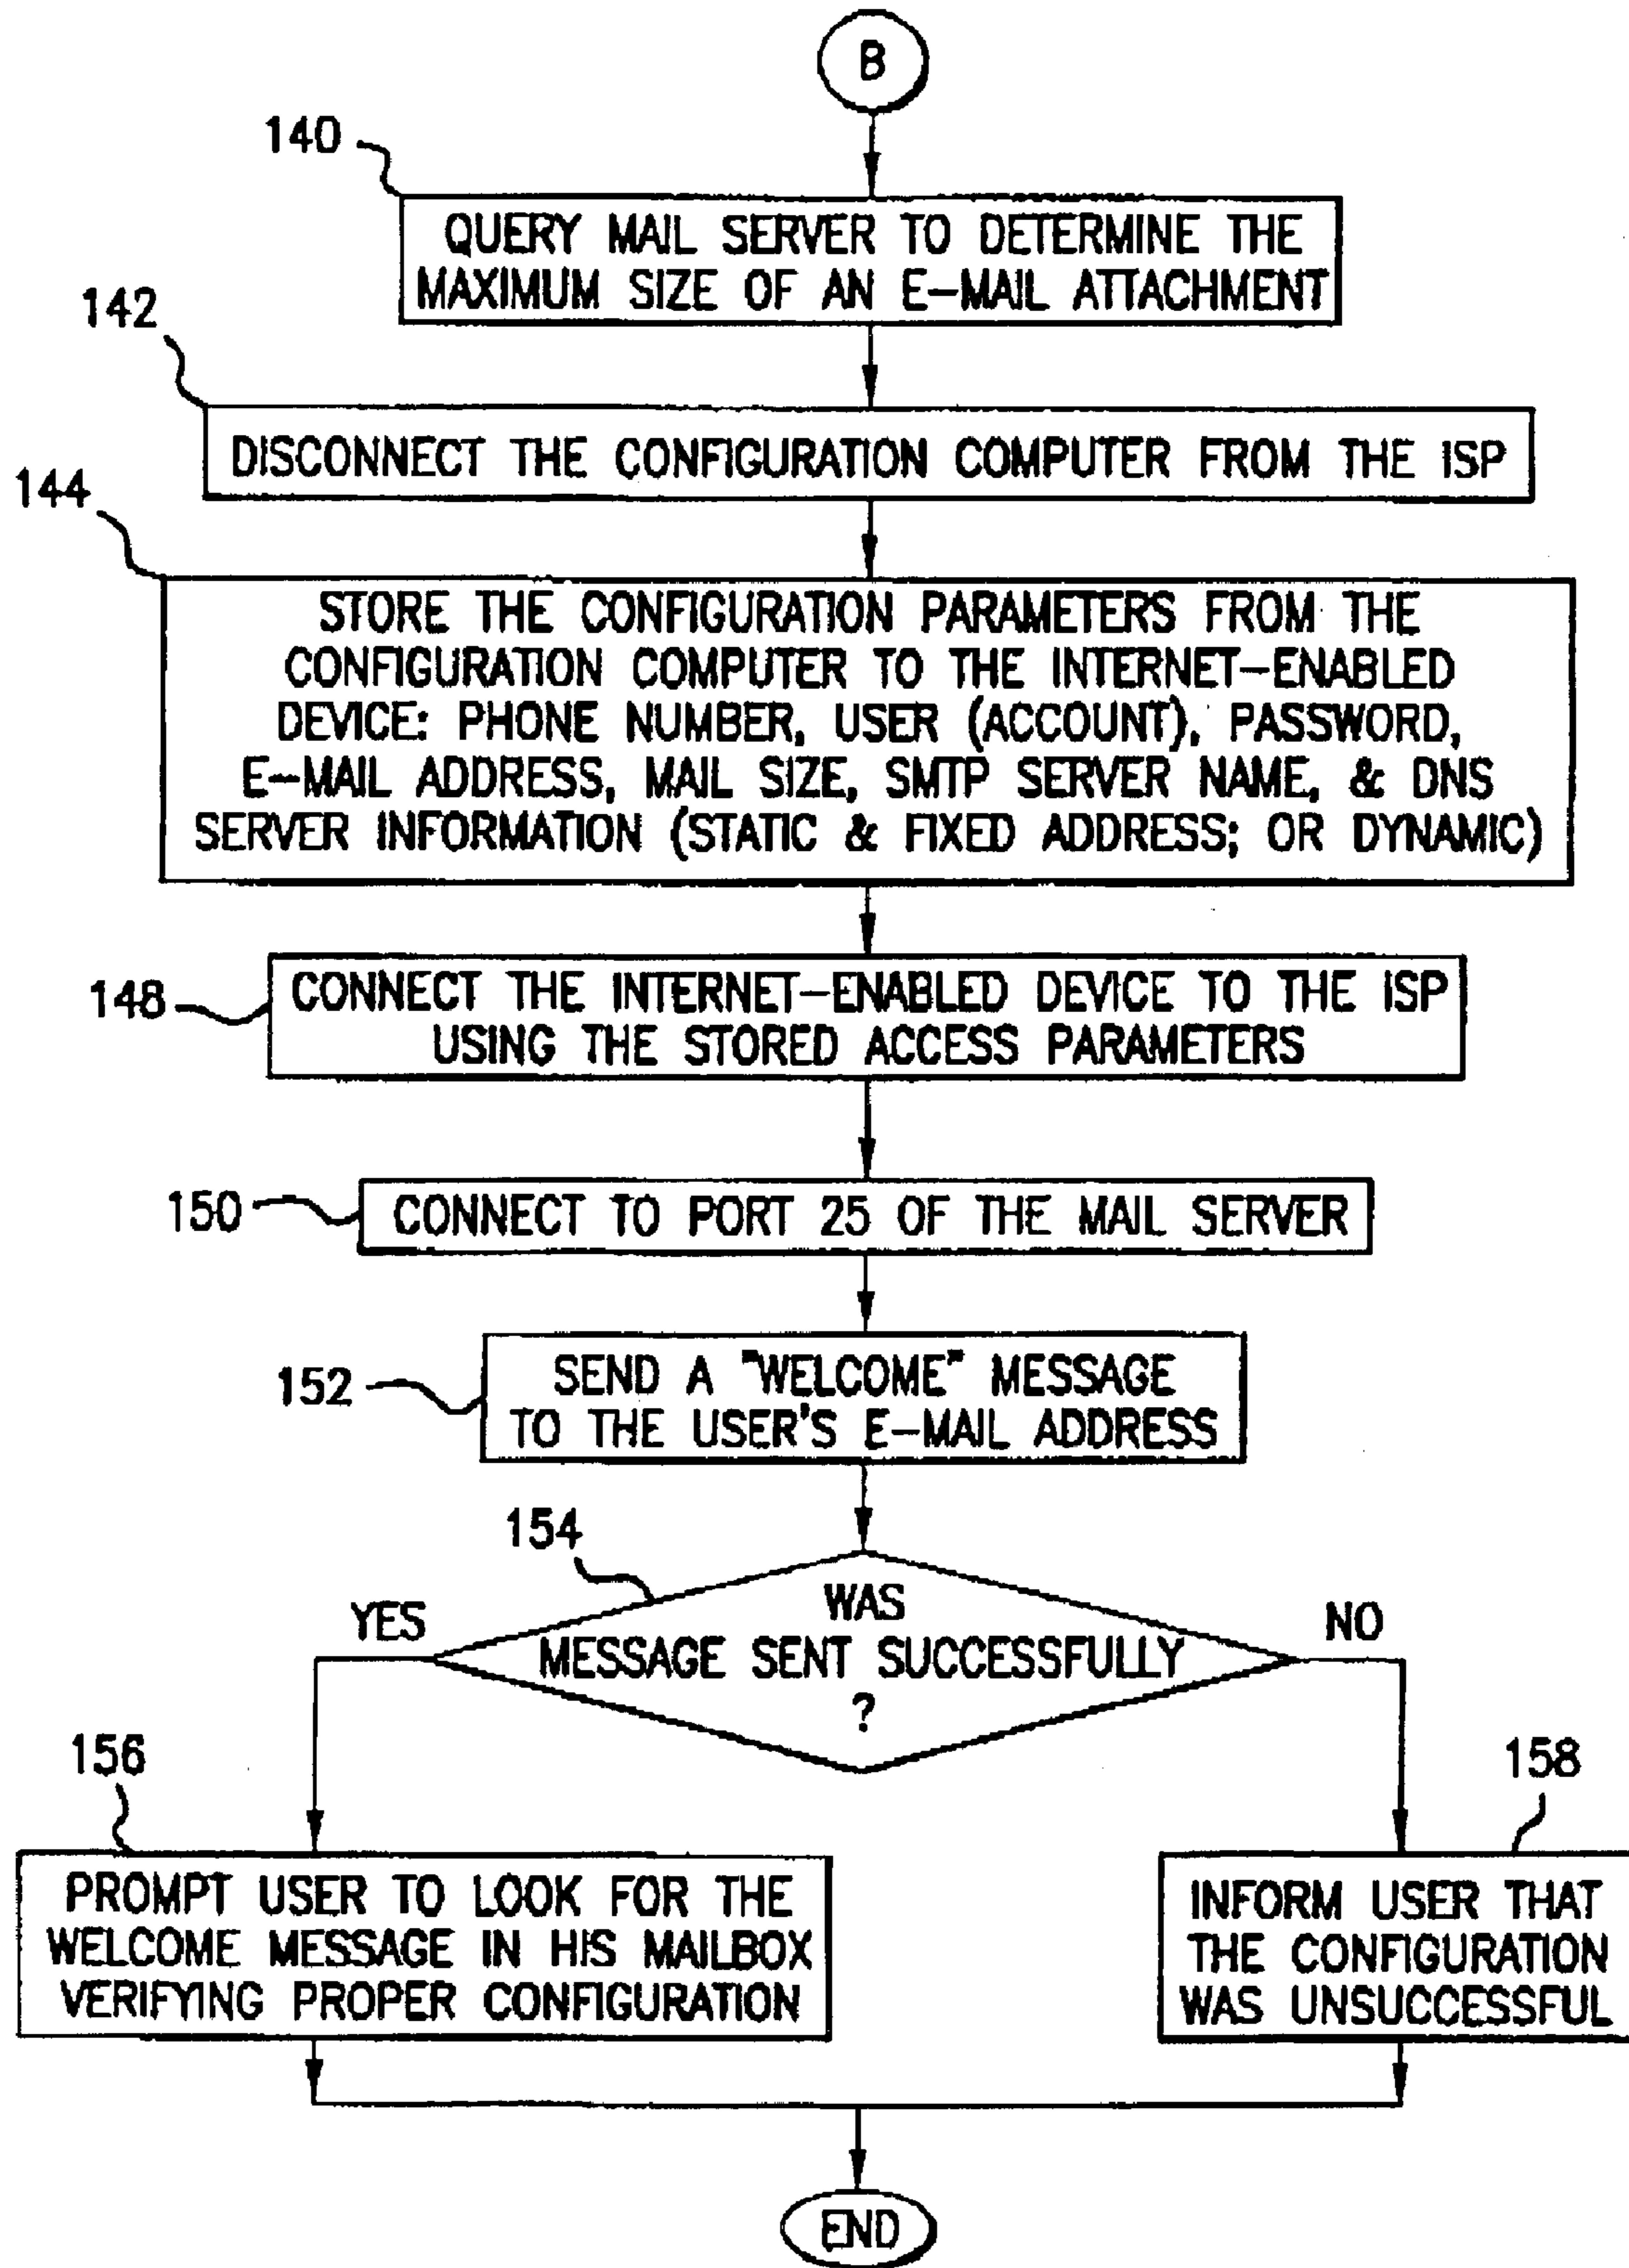 B
140
QUERY MAIL SERVER TO DETERMINE THE
MAXIMUM SIZE OF AN E-MAIL ATTACHMENT
142
DISCONNECT THE CONFIGURATION COMPUTER FROM THE ISP
144
STORE THE CONFIGURATION PARAMETERS FROM THE
CONFIGURATION COMPUTER TO THE INTERNET-ENABLED
DEVICE: PHONE NUMBER, USER (ACCOUNT), PASSWORD,
E-MAIL ADDRESS, MAIL SIZE, SMTP SERVER NAME, & DNS
SERVER INFORMATION (STATIC & FIXED ADDRESS; OR DYNAMIC)
148
CONNECT THE INTERNET-ENABLED DEVICE TO THE ISP
USING THE STORED ACCESS PARAMETERS
150
CONNECT TO PORT 25 OF THE MAIL SERVER
152
SEND A "WELCOME" MESSAGE
TO THE USER'S E-MAIL ADDRESS
154
WAS
MESSAGE SENT SUCCESSFULLY
?
YES
NO
156
PROMPT USER TO LOOK FOR THE
WELCOME MESSAGE IN HIS MAILBOX
VERIFYING PROPER CONFIGURATION
158
INFORM USER THAT
THE CONFIGURATION
WAS UNSUCCESSFUL
END